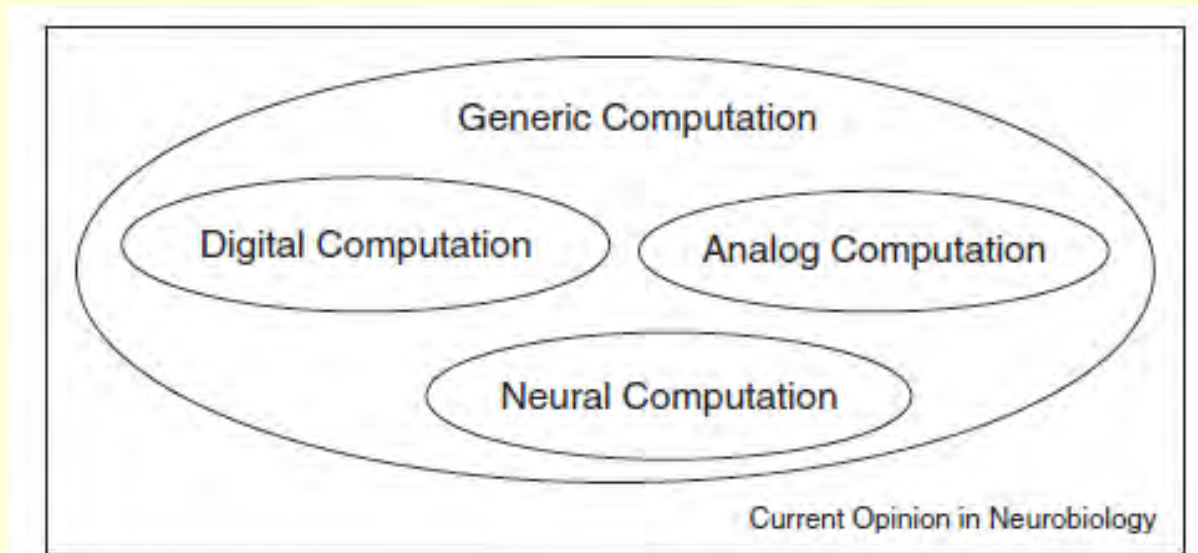 Generic Computation
Digital Computation
Analog Computation
Neural Computation
Current Opinion in Neurobiology